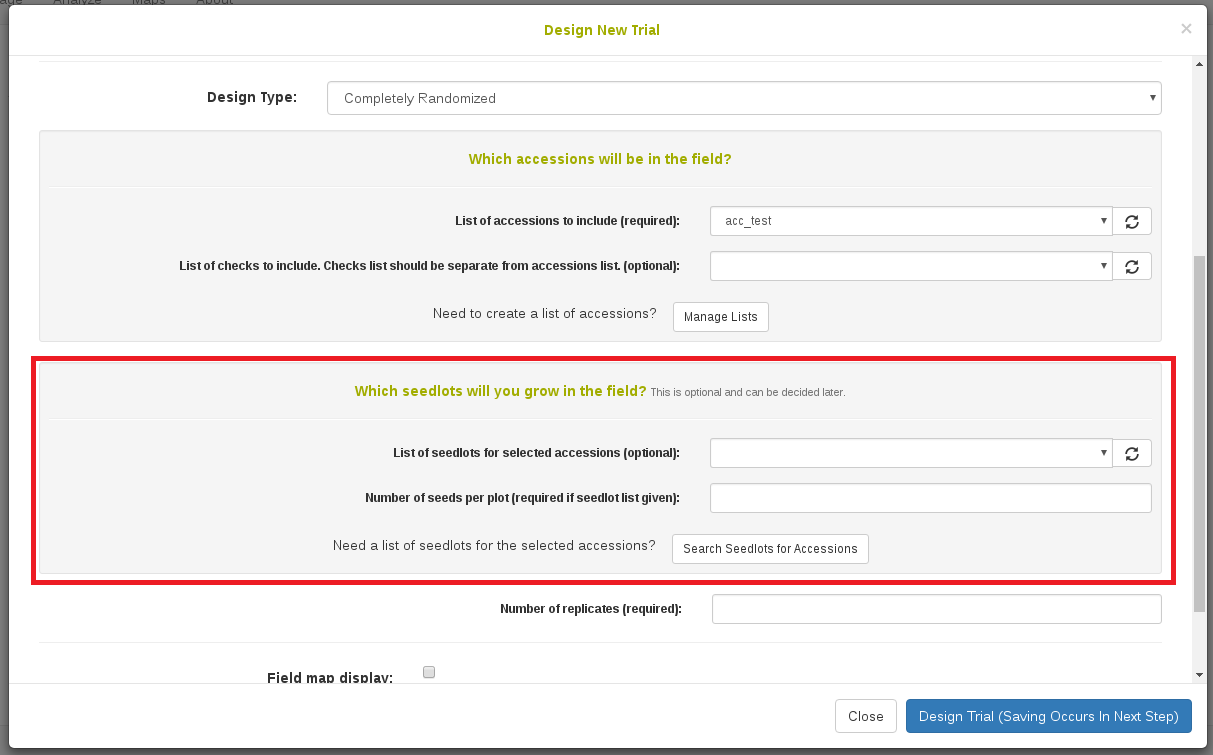 age Analyze Maps About
Design New Trial ×
Design Type: Completely Randomized
Which accessions will be in the field?
List of accessions to include (required): acc_test
List of checks to include. Checks list should be separate from accessions list. (optional):
Need to create a list of accessions? Manage Lists
Which seedlots will you grow in the field? This is optional and can be decided later.
List of seedlots for selected accessions (optional):
Number of seeds per plot (required if seedlot list given):
Need a list of seedlots for the selected accessions? Search Seedlots for Accessions
Number of replicates (required):
Field map display:
Close Design Trial (Saving Occurs In Next Step)